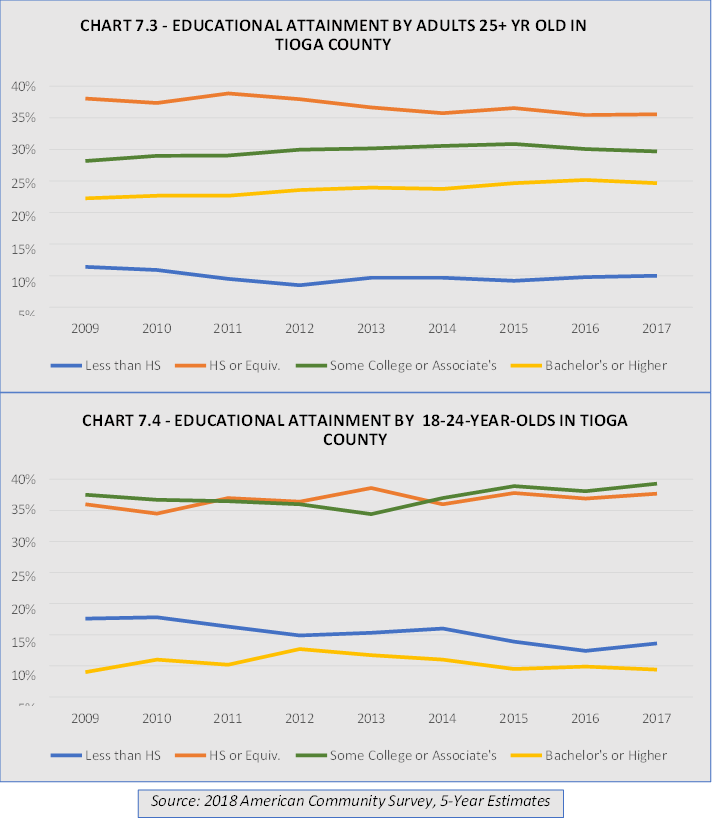 CHART 7.3 - EDUCATIONAL ATTAINMENT BY ADULTS 25+ YR OLD IN
TIOGA COUNTY
40%
35%
30%
25%
20%
15%
10%
5%
2009 2010 2011 2012 2013 2014 2015 2016 2017
Less than HS HS or Equiv. Some College or Associate's Bachelor's or Higher
CHART 7.4 - EDUCATIONAL ATTAINMENT BY 18-24-YEAR-OLDS IN TIOGA
COUNTY
40%
35%
30%
25%
20%
15%
10%
5%
2009 2010 2011 2012 2013 2014 2015 2016 2017
Less than HS HS or Equiv. Some College or Associate's Bachelor's or Higher
Source: 2018 American Community Survey, 5-Year Estimates